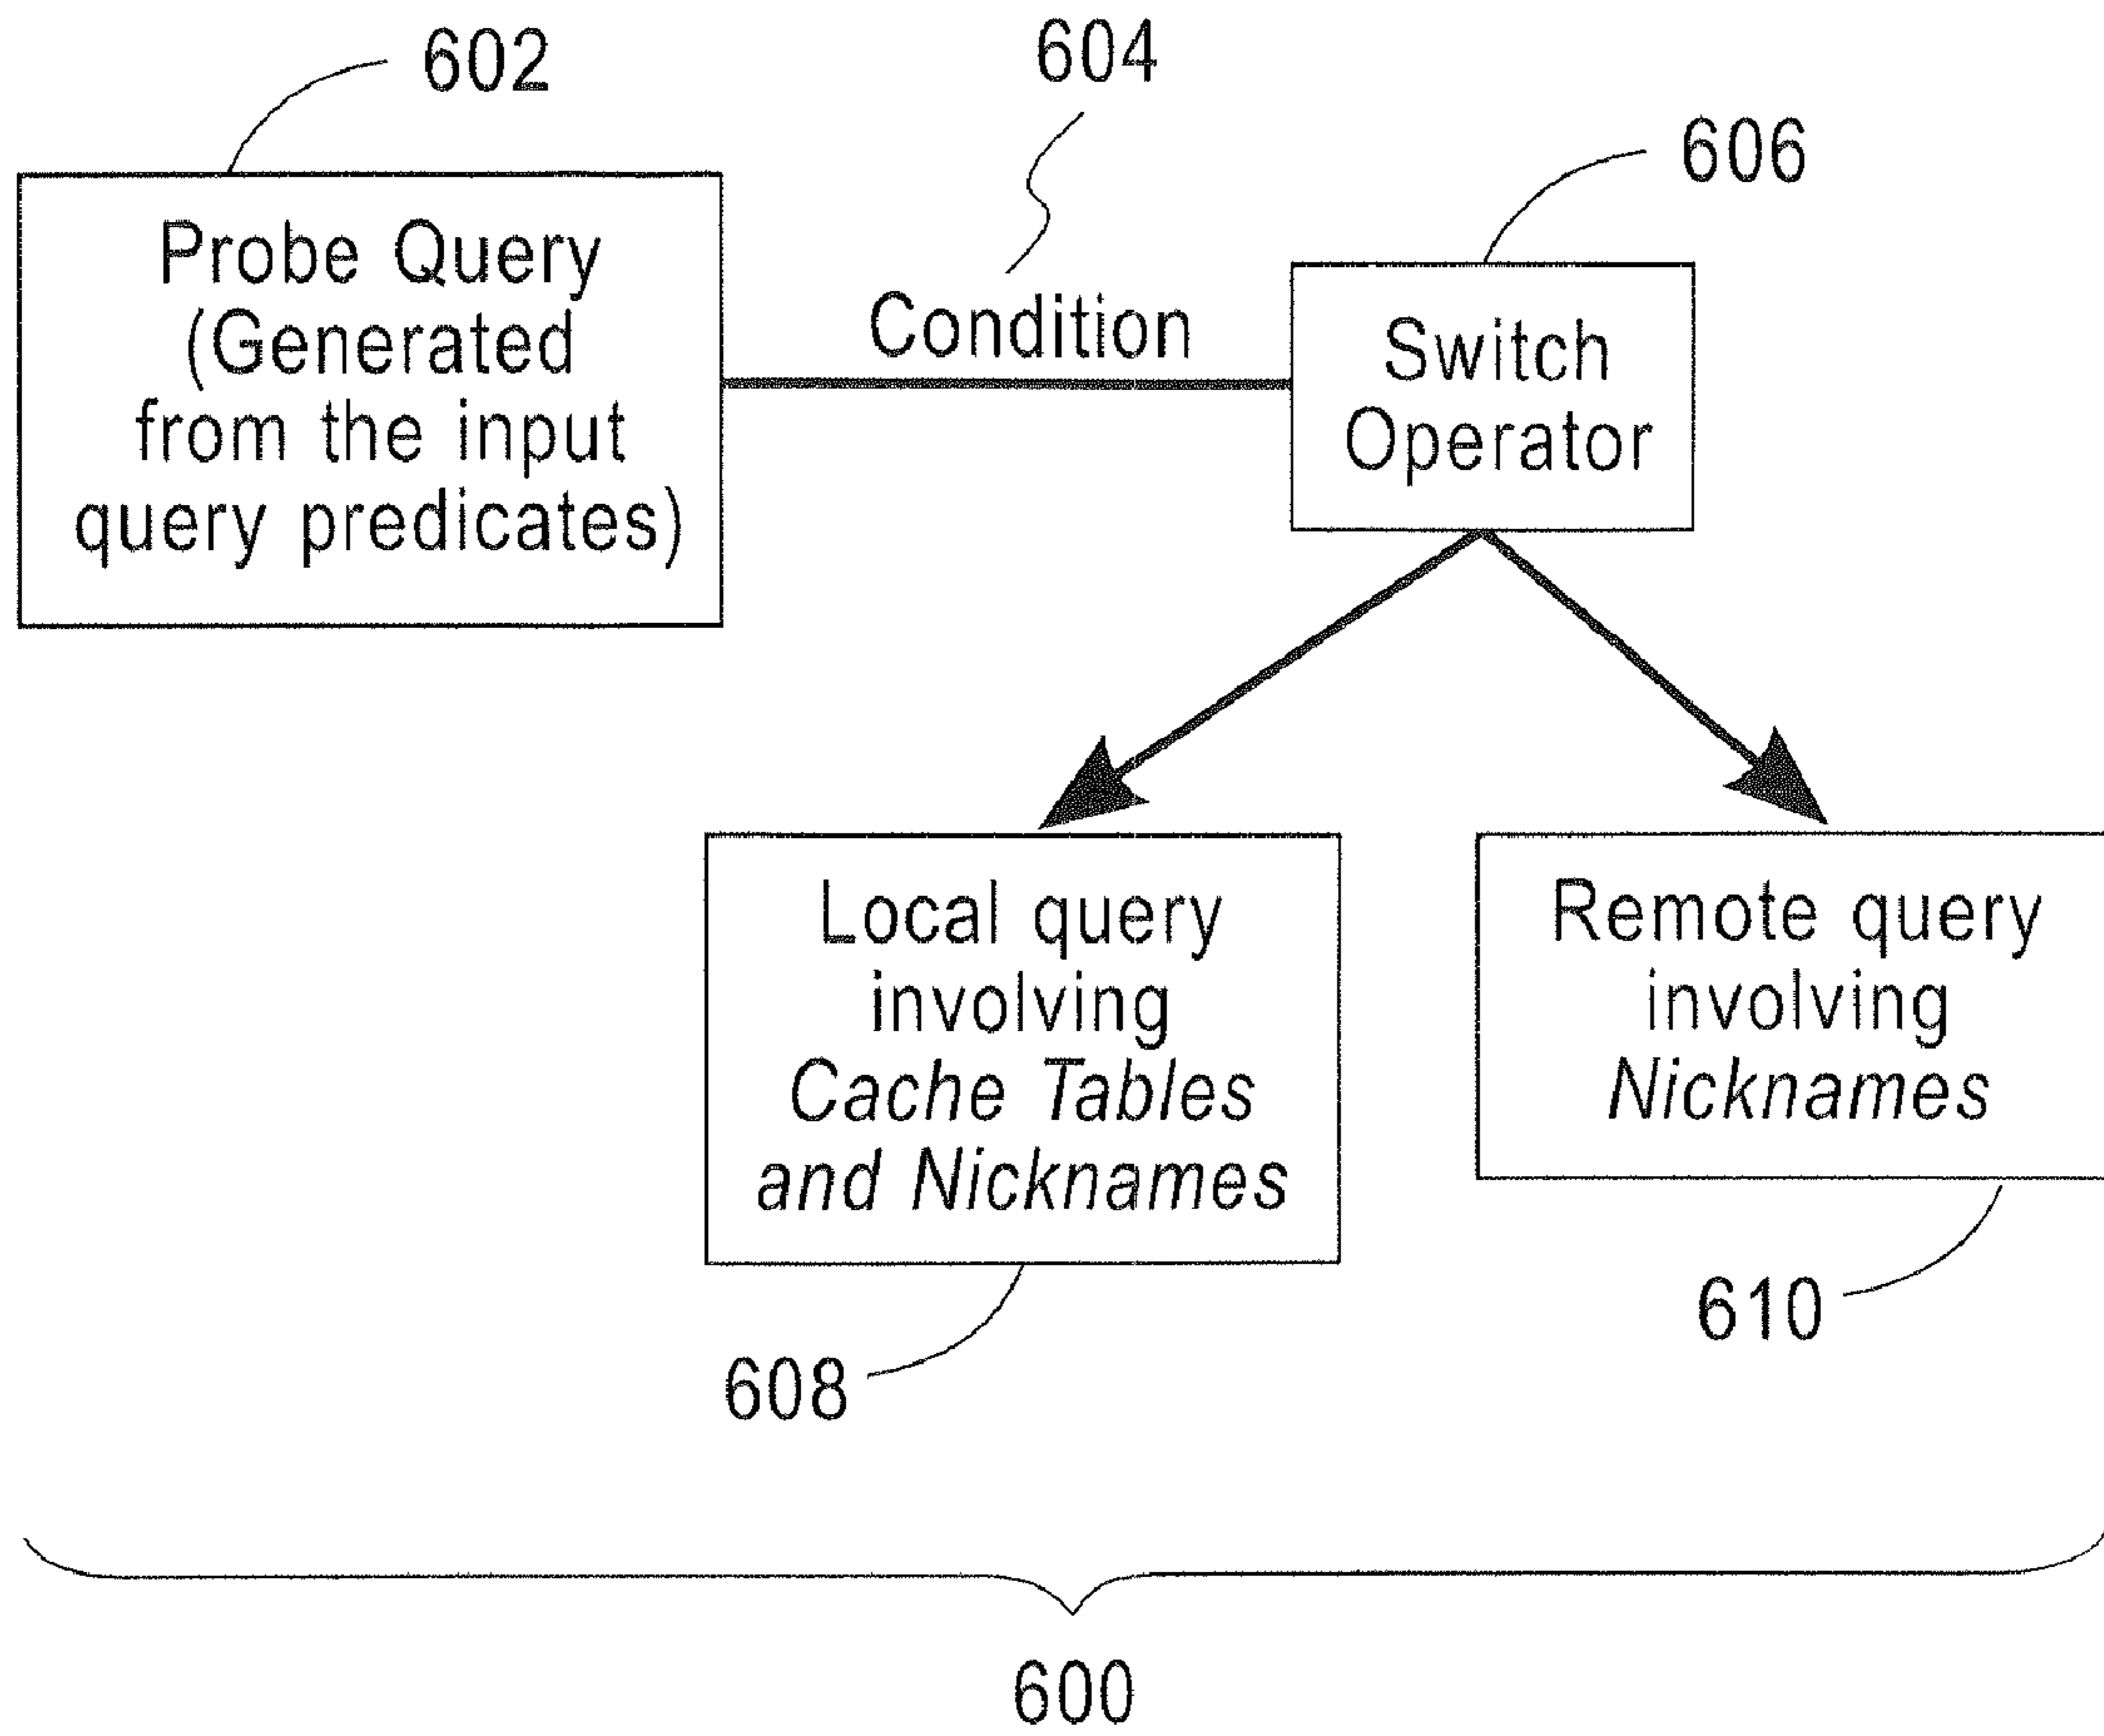 602
604
606
Probe Query
(Generated
from the input
query predicates)
Condition
Switch
Operator
Local query
involving
Cache Tables
and Nicknames
Remote query
involving
Nicknames
608
610
600